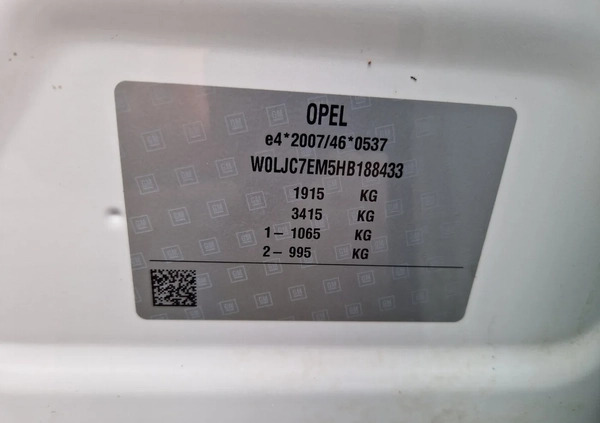 OPEL
e4*2007/46*0537
W0LJC7EM5HB188433
1915 KG
3415 KG
1- 1065 KG
2- 995 KG